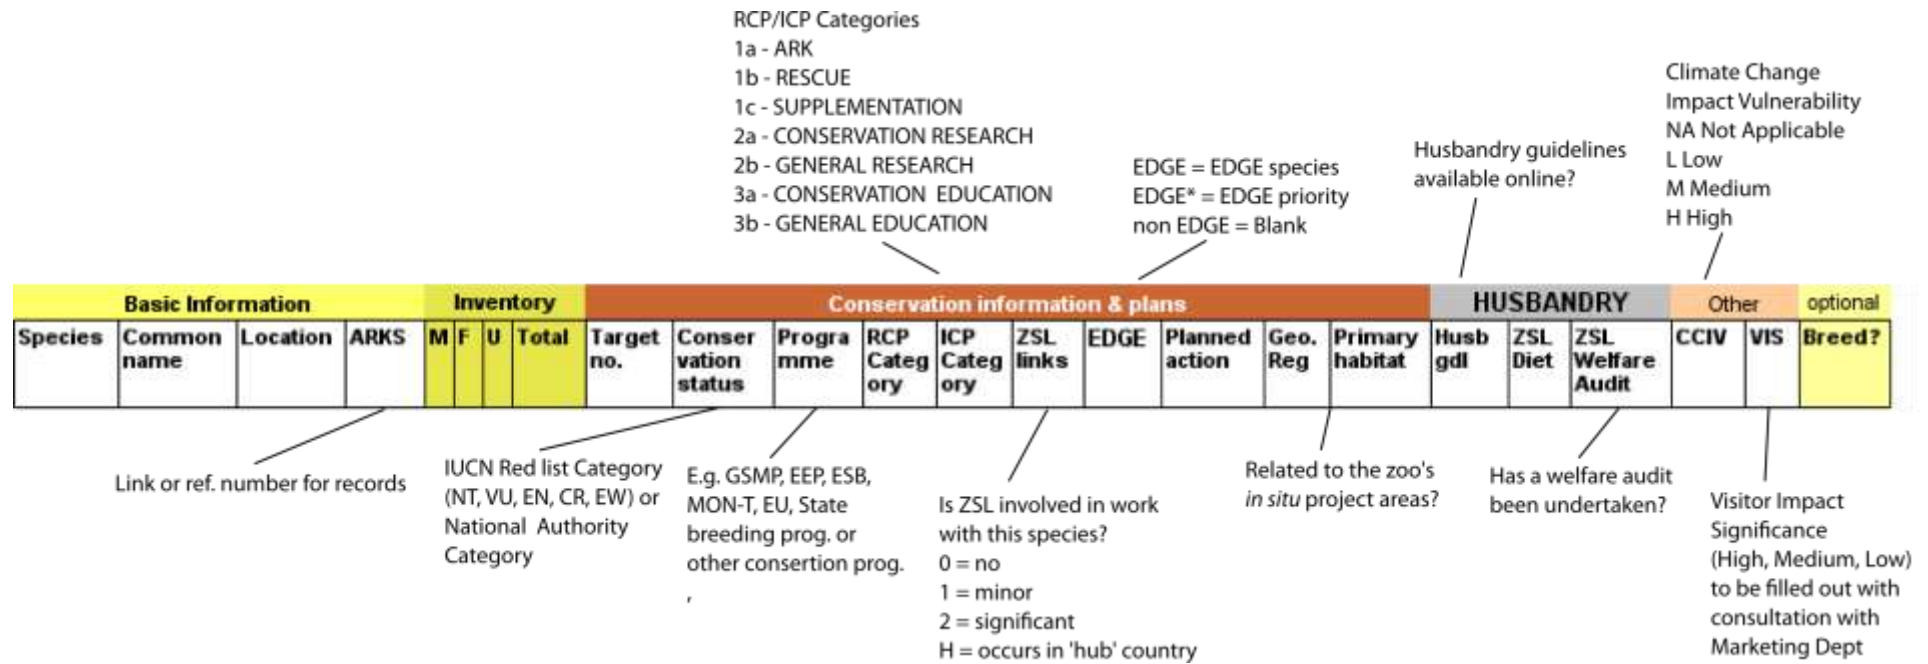 RCP/ICP Categories
1a - ARK
1b - RESCUE
1c - SUPPLEMENTATION
2a - CONSERVATION RESEARCH
2b - GENERAL RESEARCH
3a - CONSERVATION EDUCATION
3b - GENERAL EDUCATION
EDGE = EDGE species
EDGE* = EDGE priority
non EDGE = Blank
Husbandry guidelines
available online?
Climate Change
Impact Vulnerability
NA Not Applicable
L Low
M Medium
H High
Basic Information
Inventory
Conservation information & plans
HUSBANDRY
Other
optional
Species
Common
name
Location
ARKS
M
F
U
Total
Target
no.
Conser
vation
status
Progra
mme
RCP
Categ
ory
ICP
Categ
ory
ZSL
links
EDGE
Planned
action
Geo.
Reg
Primary
habitat
Husb
gdl
ZSL
Diet
ZSL
Welfare
Audit
CCIV
VIS
Breed?
Link or ref. number for records
IUCN Red list Category
(NT, VU, EN, CR, EW) or
National Authority
Category
E.g. GSMP, EEP, ESB,
MON-T, EU, State
breeding prog. or
other consertion prog.
,
Is ZSL involved in work
with this species?
0 = no
1 = minor
2 = significant
H = occurs in 'hub' country
Related to the zoo's
in situ project areas?
Has a welfare audit
been undertaken?
Visitor Impact
Significance
(High, Medium, Low)
to be filled out with
consultation with
Marketing Dept